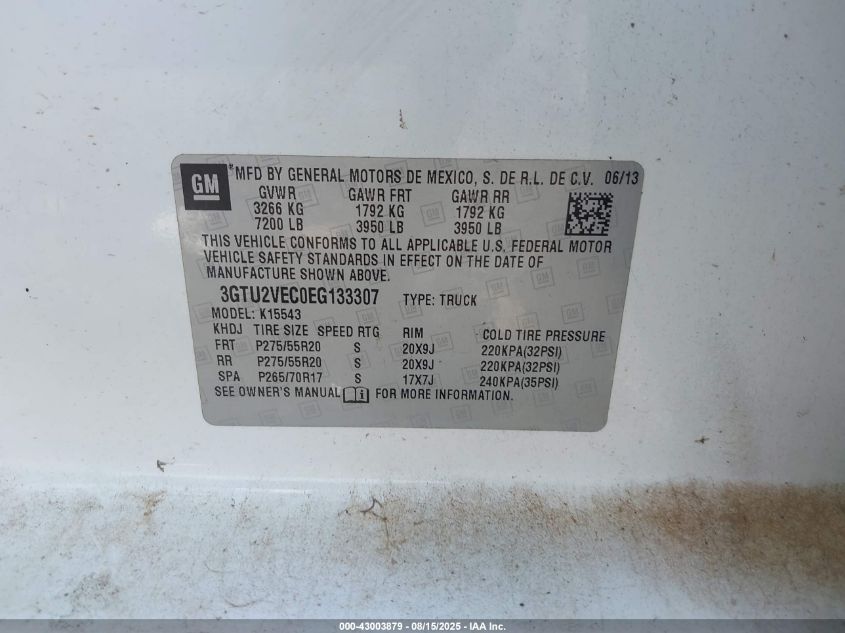 GM
*MFD BY GENERAL MOTORS DE MEXICO, S. DE R.L. DE C.V. 06/13
GVWR GAWR FRT GAWR RR
3266 KG 1792 KG 1792 KG
7200 LB 3950 LB 3950 LB
THIS VEHICLE CONFORMS TO ALL APPLICABLE U.S. FEDERAL MOTOR
VEHICLE SAFETY STANDARDS IN EFFECT ON THE DATE OF
MANUFACTURE SHOWN ABOVE.
3GTU2VEC0EG133307 TYPE: TRUCK
MODEL: K15543
KHDJ TIRE SIZE SPEED RTG RIM COLD TIRE PRESSURE
FRT P275/55R20 S 20X9J 220KPA(32PSI)
RR P275/55R20 S 20X9J 220KPA(32PSI)
SPA P265/70R17 S 17X7J 240KPA(35PSI)
SEE OWNER'S MANUAL FOR MORE INFORMATION.
000-43003879 - 08/15/2025 - IAA Inc.